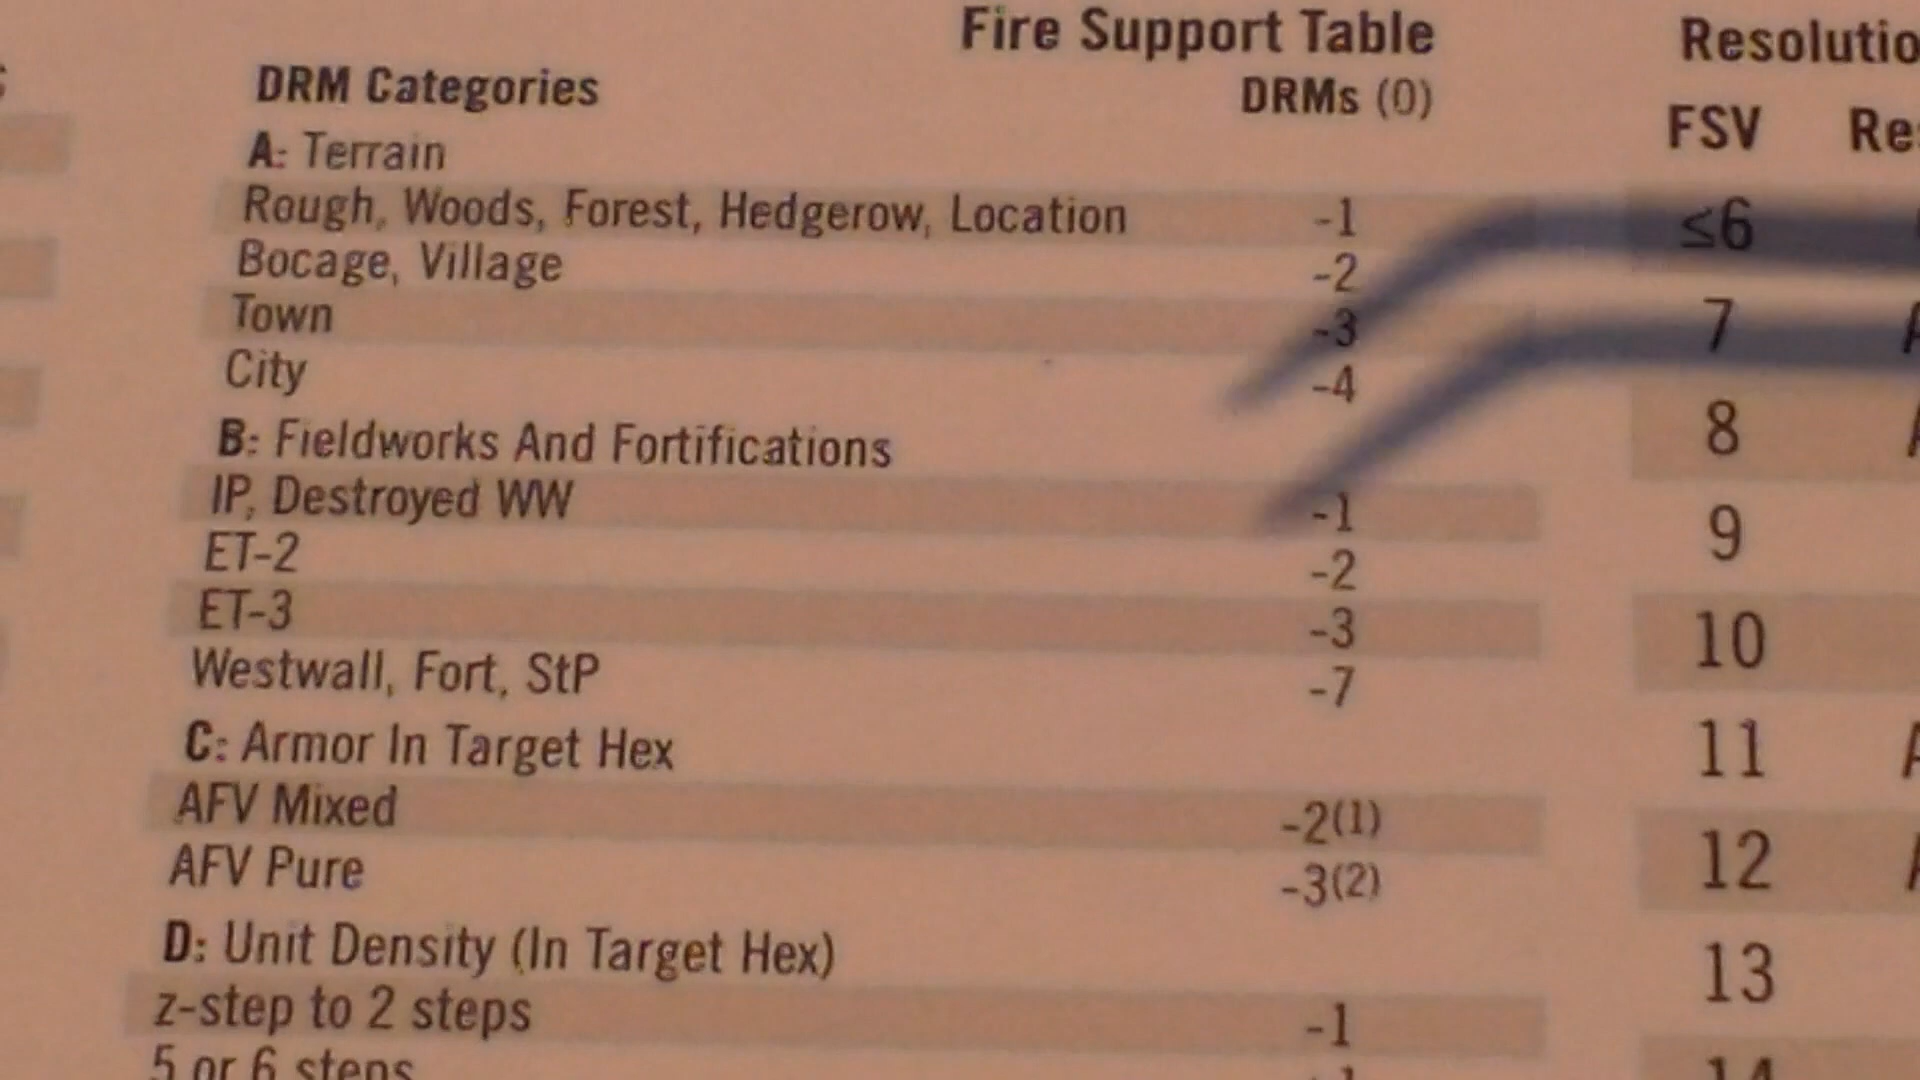 Fire Support Table
DRM Categories DRMs (0)
A: Terrain
Rough, Woods, Forest, Hedgerow, Location -1
Bocage, Village -2
Town -3
City -4
B: Fieldworks And Fortifications
IP, Destroyed WW -1
ET-2 -2
ET-3 -3
Westwall, Fort, StP -7
C: Armor In Target Hex
AFV Mixed -2(1)
AFV Pure -3(2)
D: Unit Density (In Target Hex)
z-step to 2 steps -1
5 or 6 steps
Resolutio
FSV Re
≤6
7
8
9
10
11
12
13
14